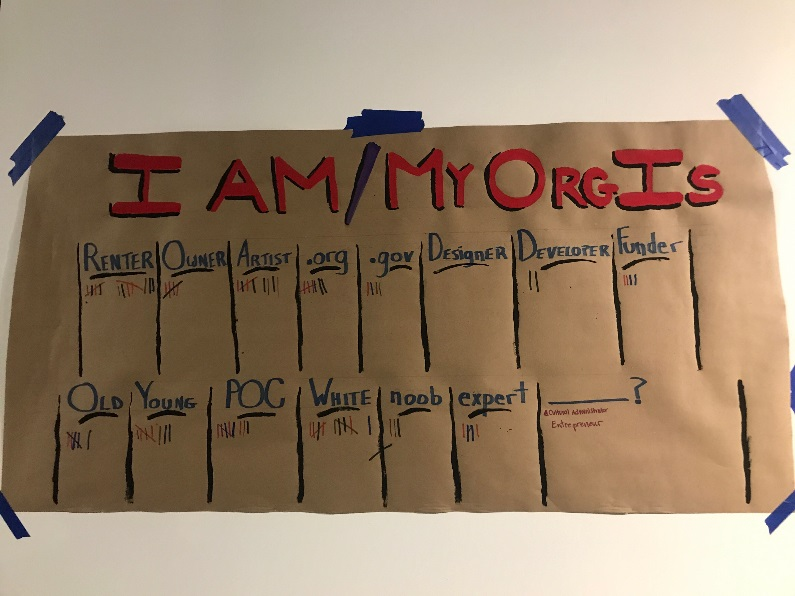 I AM/MY ORG IS
RENTER OWNER ARTIST .org .gov DESIGNER DEVELOPER Funder
OLD YOUNG POC WHITE noob expert ______?
Cultural Administrator
Entrepreneur